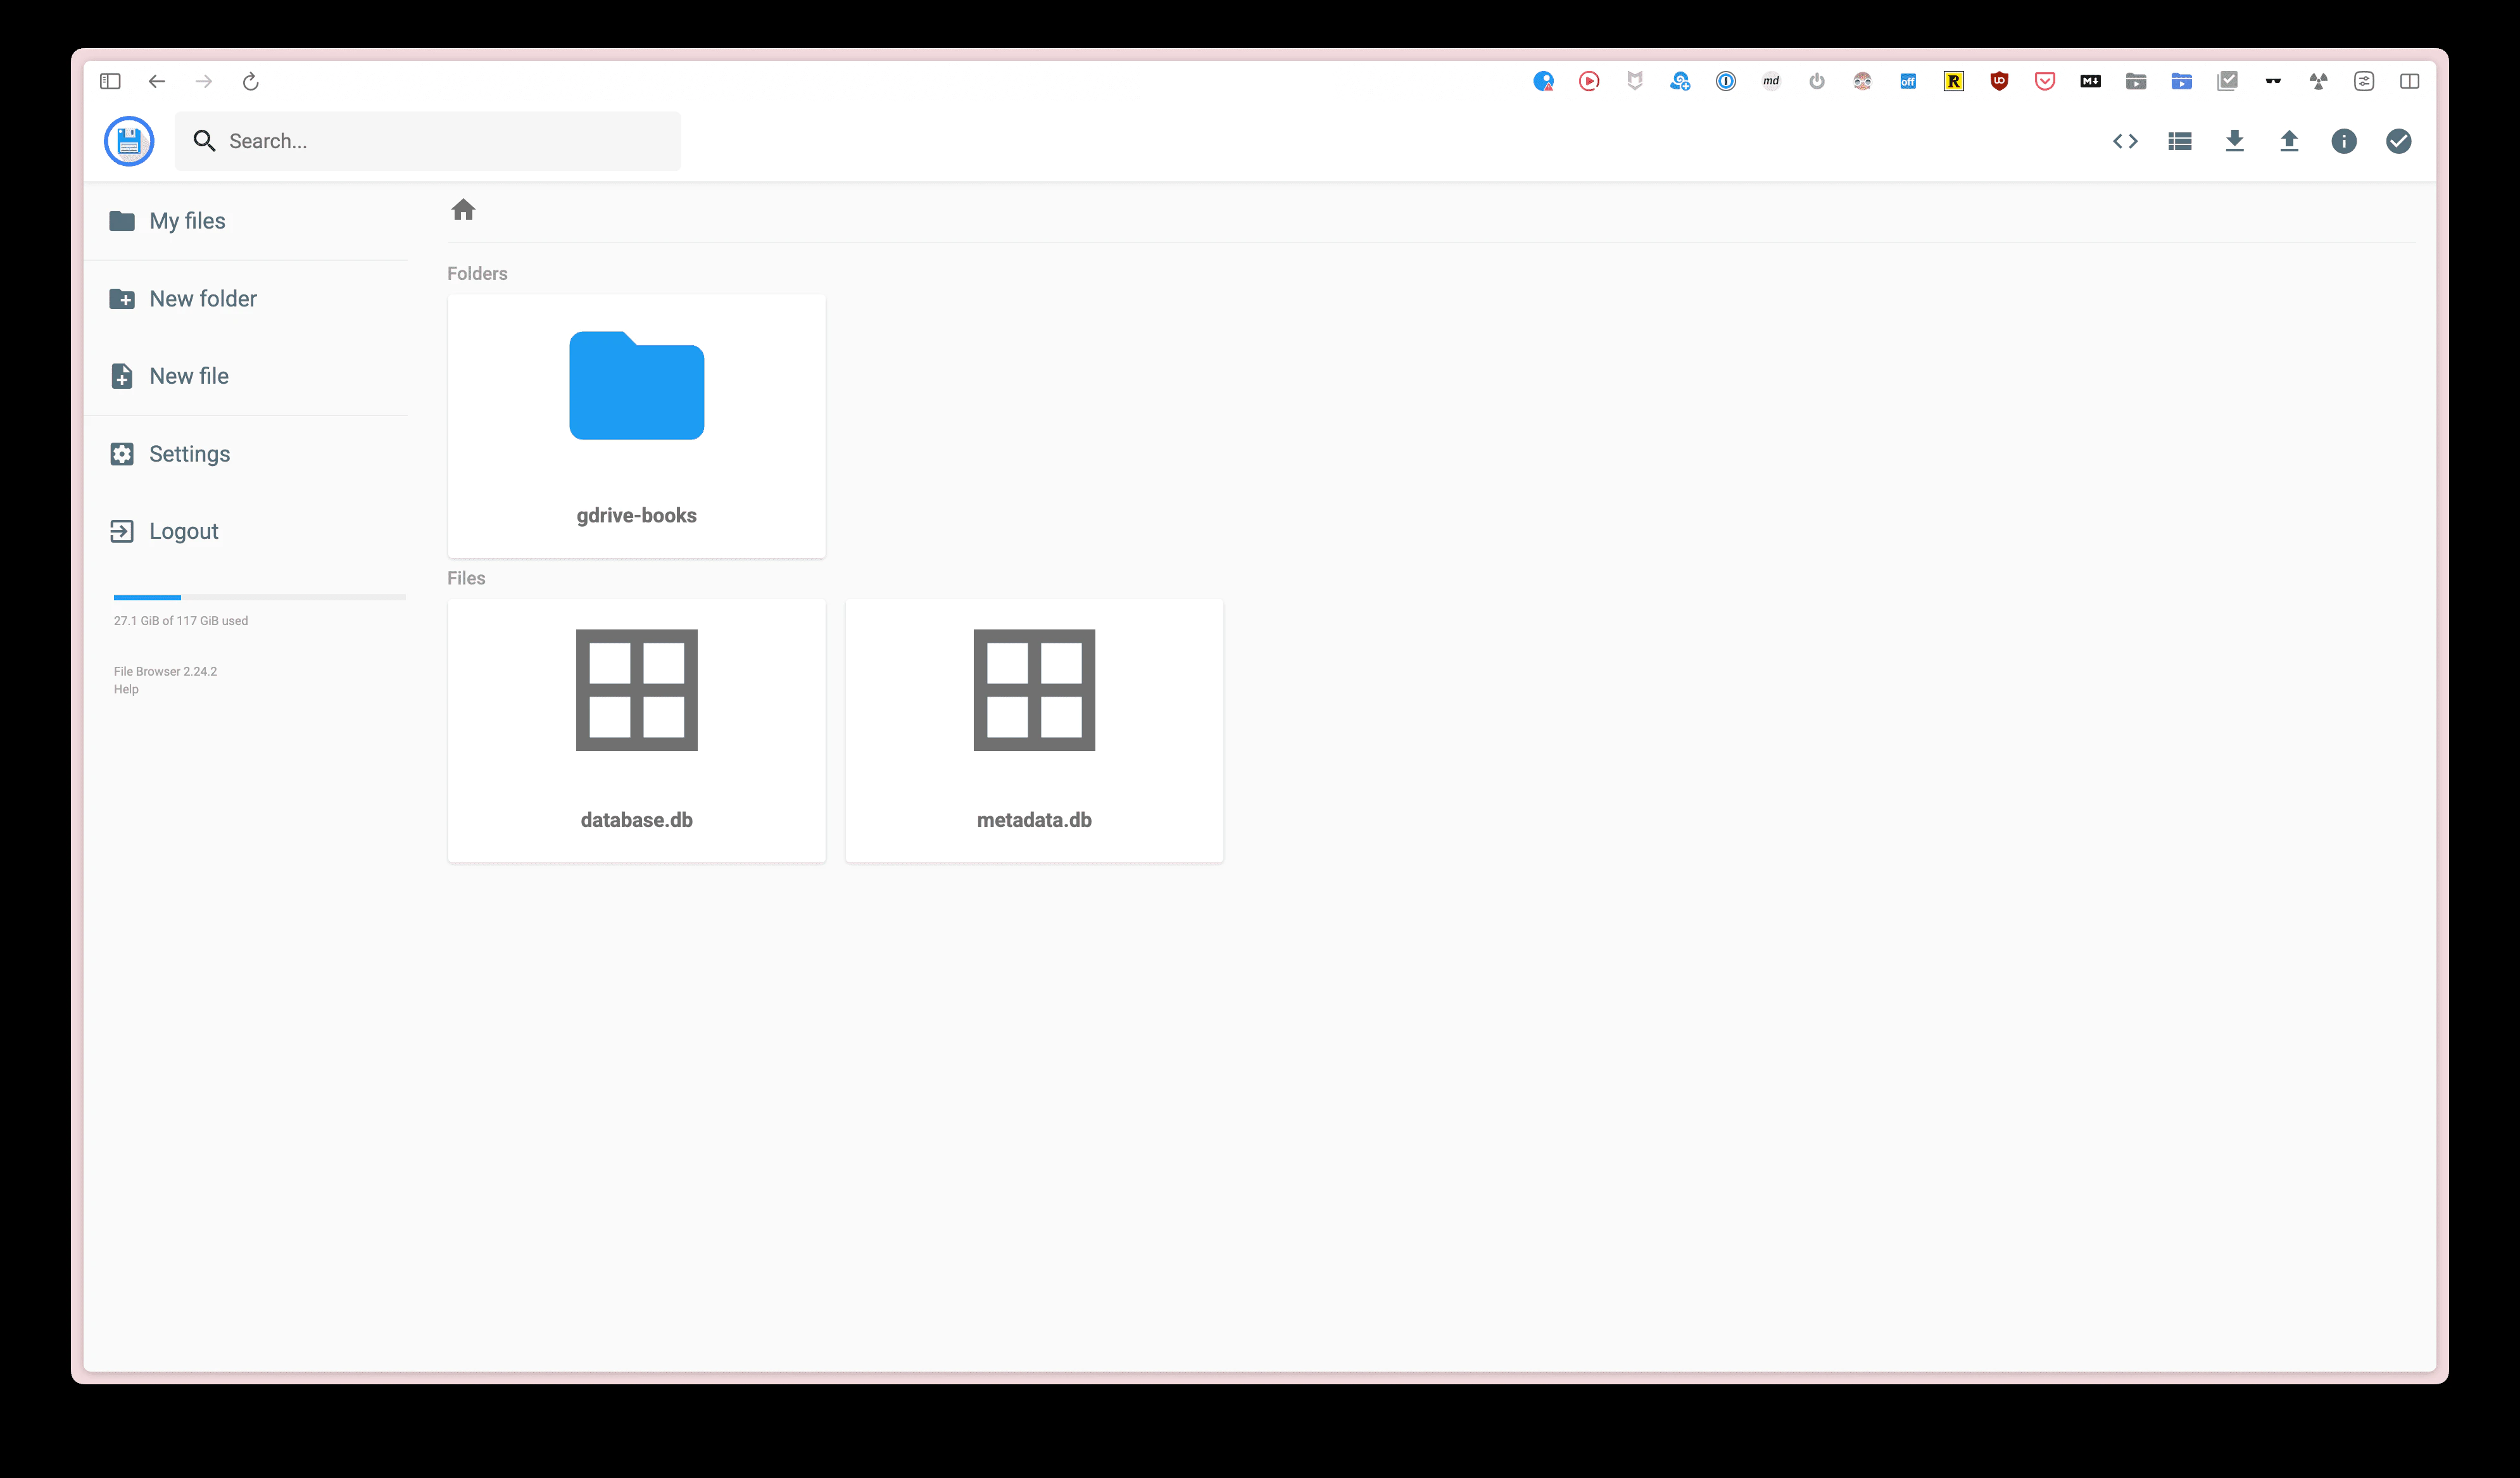 md
off
R
UO
M
Search...
My files
New folder
New file
Settings
Logout
27.1 GiB of 117 GiB used
File Browser 2.24.2
Help
Folders
gdrive-books
Files
database.db
metadata.db